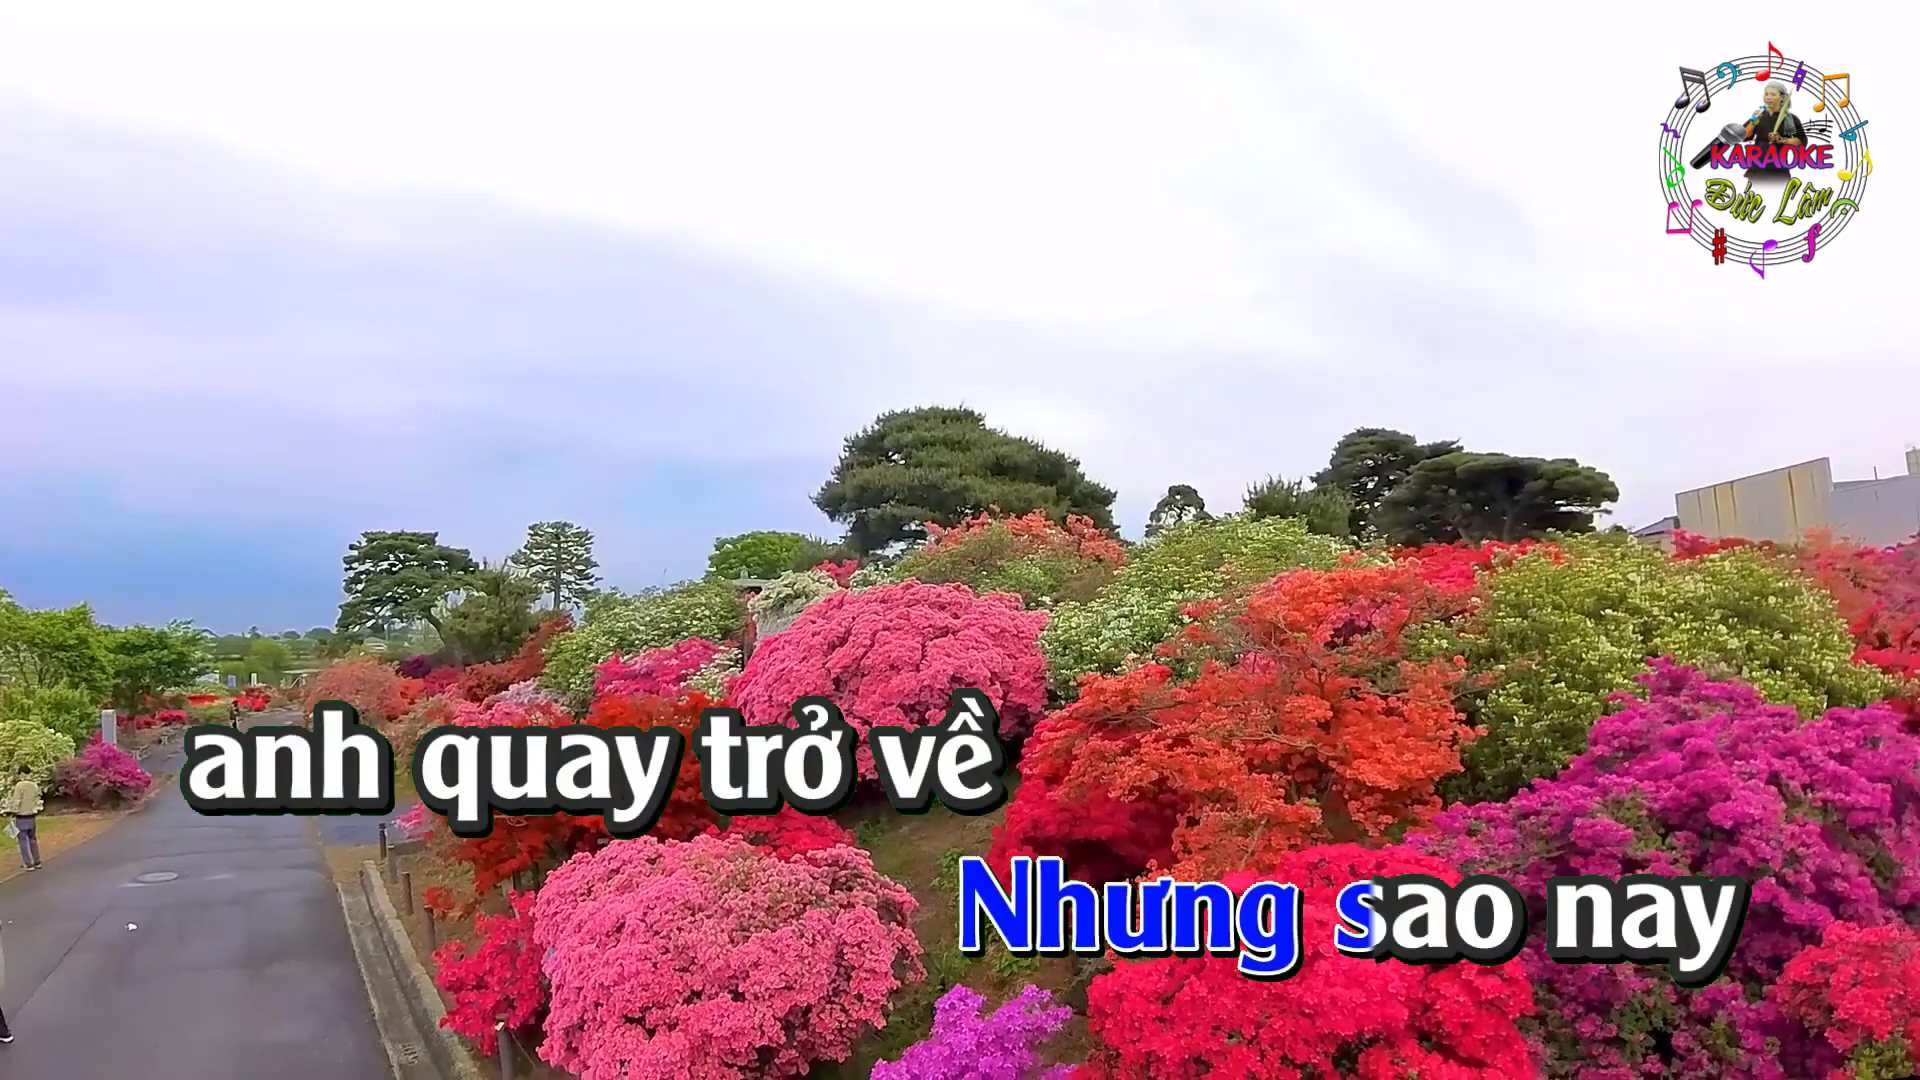 KARAOKE
Đức Lâm
anh quay trở về
Nhưng sao nay